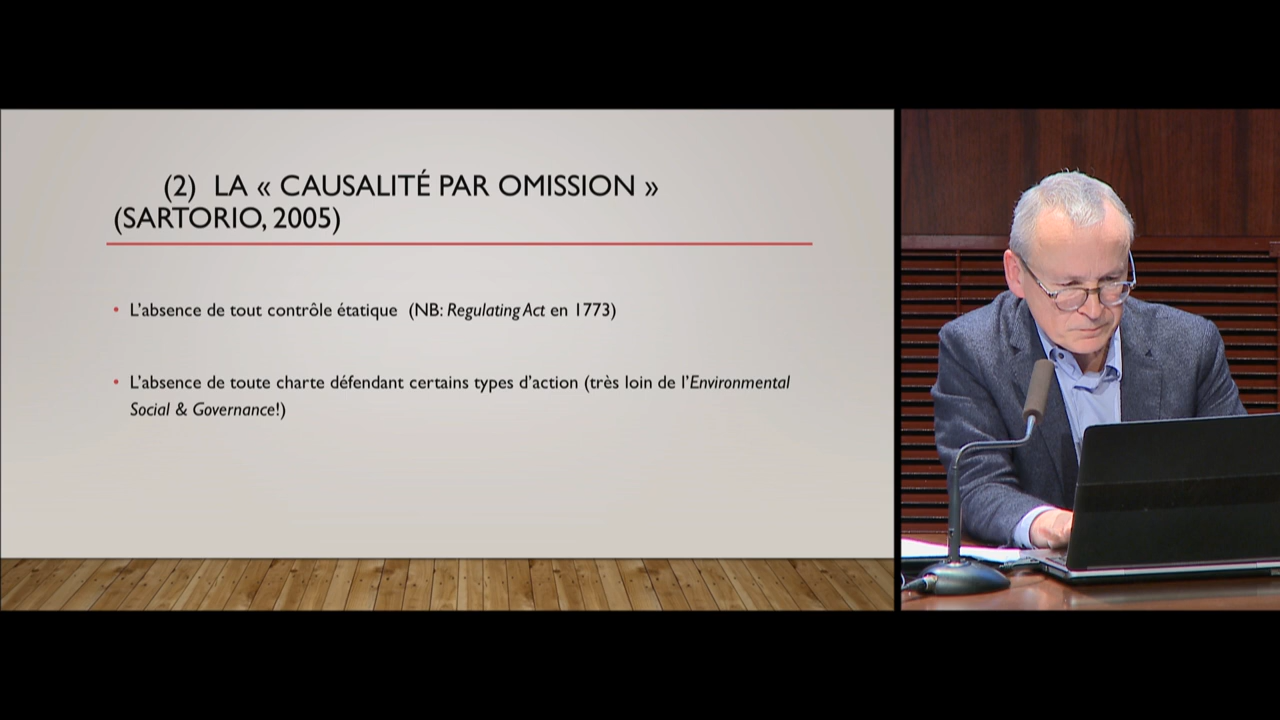 (2) LA « CAUSALITÉ PAR OMISSION »
(SARTORIO, 2005)
• L’absence de tout contrôle étatique (NB: Regulating Act en 1773)
• L’absence de toute charte défendant certains types d’action (très loin de l’Environmental
Social & Governance!)